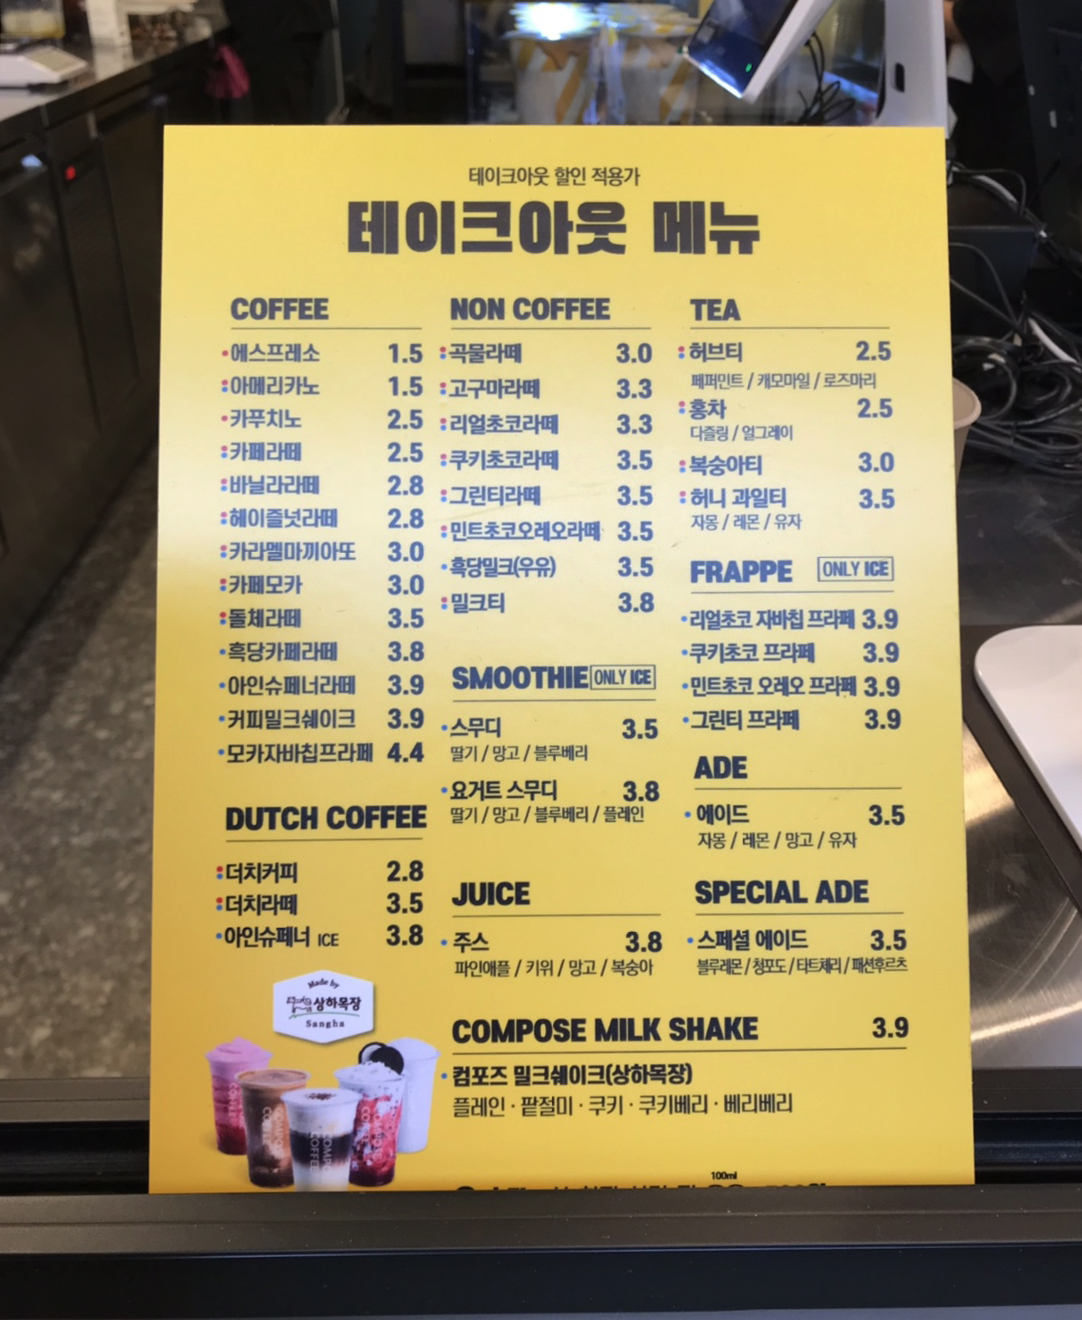 테이크아웃 할인 적용가
테이크아웃 메뉴
COFFEE
에스프레소 1.5
아메리카노 1.5
카푸치노 2.5
카페라떼 2.5
바닐라라떼 2.8
헤이즐넛라떼 2.8
카라멜마끼아또 3.0
카페모카 3.0
돌체라떼 3.5
흑당카페라떼 3.8
아인슈페너라떼 3.9
커피밀크쉐이크 3.9
모카자바칩프라페 4.4
DUTCH COFFEE
더치커피 2.8
더치라떼 3.5
아인슈페너 ICE 3.8
Made by
상하목장
Sangha
NON COFFEE
곡물라떼 3.0
고구마라떼 3.3
리얼초코라떼 3.3
쿠키초코라떼 3.5
그린티라떼 3.5
민트초코오레오라떼 3.5
흑당밀크(우유) 3.5
밀크티 3.8
SMOOTHIE ONLY ICE
스무디 3.5
딸기 / 망고 / 블루베리
요거트 스무디 3.8
딸기 / 망고 / 블루베리 / 플레인
JUICE
주스 3.8
파인애플 / 키위 / 망고 / 복숭아
TEA
허브티 2.5
페퍼민트 / 캐모마일 / 로즈마리
홍차 2.5
다즐링 / 얼그레이
복숭아티 3.0
허니 과일티 3.5
자몽 / 레몬 / 유자
FRAPPE ONLY ICE
리얼초코 자바칩 프라페 3.9
쿠키초코 프라페 3.9
민트초코 오레오 프라페 3.9
그린티 프라페 3.9
ADE
에이드 3.5
자몽 / 레몬 / 망고 / 유자
SPECIAL ADE
스페셜 에이드 3.5
블루레몬 / 청포도 / 타트체리 / 패션후르츠
COMPOSE MILK SHAKE 3.9
컴포즈 밀크쉐이크(상하목장)
플레인 · 팥절미 · 쿠키 · 쿠키베리 · 베리베리
100ml